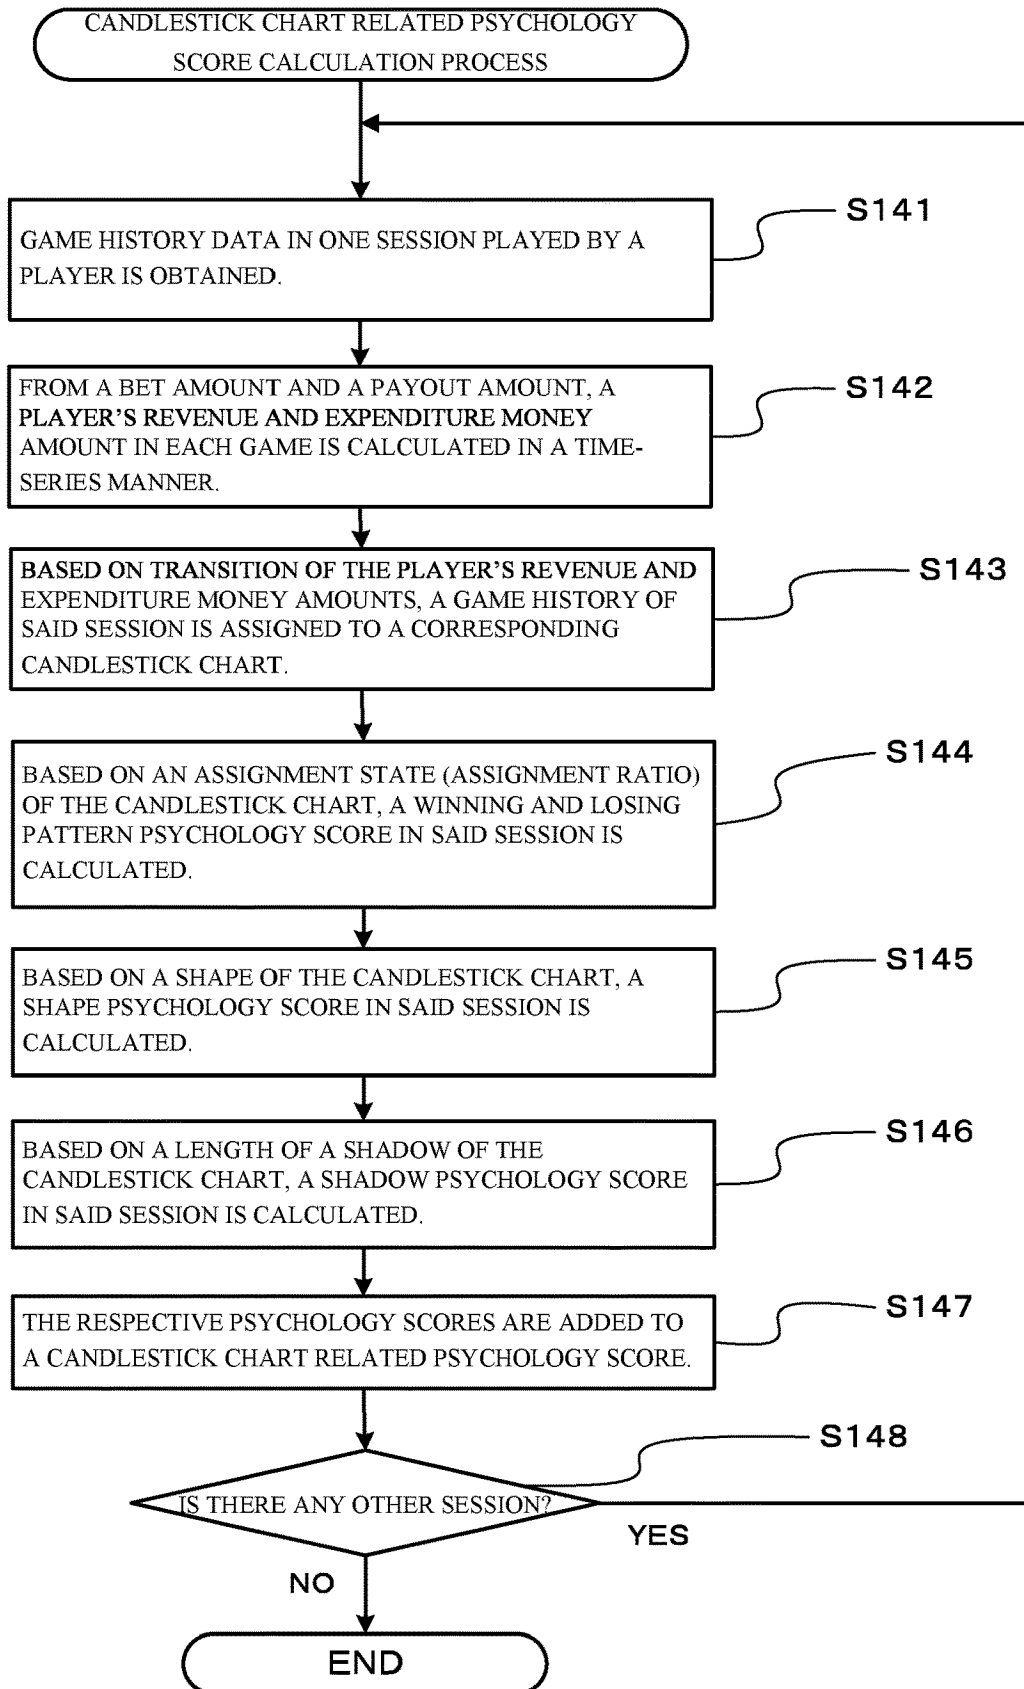 CANDLESTICK CHART RELATED PSYCHOLOGY
SCORE CALCULATION PROCESS
S141
GAME HISTORY DATA IN ONE SESSION PLAYED BY A
PLAYER IS OBTAINED.
S142
FROM A BET AMOUNT AND A PAYOUT AMOUNT, A
PLAYER'S REVENUE AND EXPENDITURE MONEY
AMOUNT IN EACH GAME IS CALCULATED IN A TIME-
SERIES MANNER.
S143
BASED ON TRANSITION OF THE PLAYER'S REVENUE AND
EXPENDITURE MONEY AMOUNTS, A GAME HISTORY OF
SAID SESSION IS ASSIGNED TO A CORRESPONDING
CANDLESTICK CHART.
S144
BASED ON AN ASSIGNMENT STATE (ASSIGNMENT RATIO)
OF THE CANDLESTICK CHART, A WINNING AND LOSING
PATTERN PSYCHOLOGY SCORE IN SAID SESSION IS
CALCULATED.
S145
BASED ON A SHAPE OF THE CANDLESTICK CHART, A
SHAPE PSYCHOLOGY SCORE IN SAID SESSION IS
CALCULATED.
S146
BASED ON A LENGTH OF A SHADOW OF THE
CANDLESTICK CHART, A SHADOW PSYCHOLOGY SCORE
IN SAID SESSION IS CALCULATED.
S147
THE RESPECTIVE PSYCHOLOGY SCORES ARE ADDED TO
A CANDLESTICK CHART RELATED PSYCHOLOGY SCORE.
S148
IS THERE ANY OTHER SESSION?
YES
NO
END